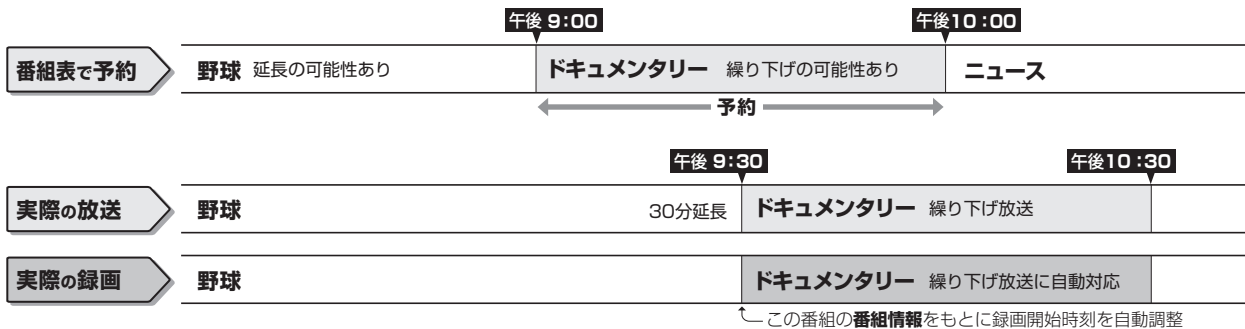 午後 9:00 午後10:00
番組表で予約 野球 延長の可能性あり ドキュメンタリー 繰り下げの可能性あり ニュース
予約
午後 9:30 午後10:30
実際の放送 野球 30分延長 ドキュメンタリー 繰り下げ放送
実際の録画 野球 ドキュメンタリー 繰り下げ放送に自動対応
この番組の番組情報をもとに録画開始時刻を自動調整